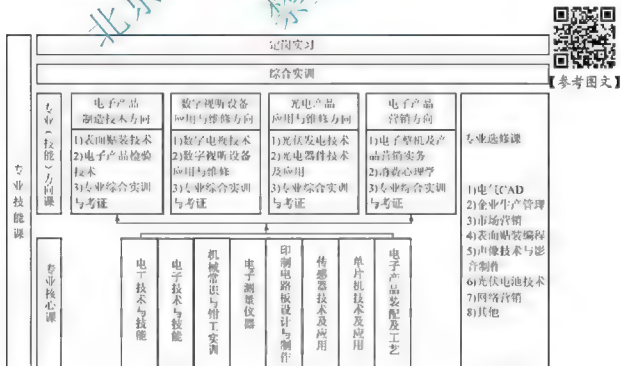 北京
【参考图文】
顶岗实习
综合实训
专业技能课
专业(技能)方向课
电子产品
制造技术方向
1)表面贴装技术
2)电子产品检验
技术
3)专业综合实训
与考证
数字视听设备
应用与维修方向
1)数字电视技术
2)数字视听设备
应用与维修
3)专业综合实训
与考证
光电产品
应用与维修方向
1)光伏发电技术
2)光电器件技术
及应用
3)专业综合实训
与考证
电子产品
营销方向
1)电子整机及产
品营销实务
2)消费心理学
3)专业综合实训
与考证
专业选修课
1)电气CAD
2)企业生产管理
3)市场营销
4)表面贴装编程
5)声像技术与影
音制作
6)光伏电池技术
7)网络营销
8)其他
专业核心课
电工技术与技能
电子技术与技能
机械常识与钳工实训
电子测量仪器
印制电路板设计与制作
传感器技术及应用
单片机技术及应用
电子产品装配及工艺